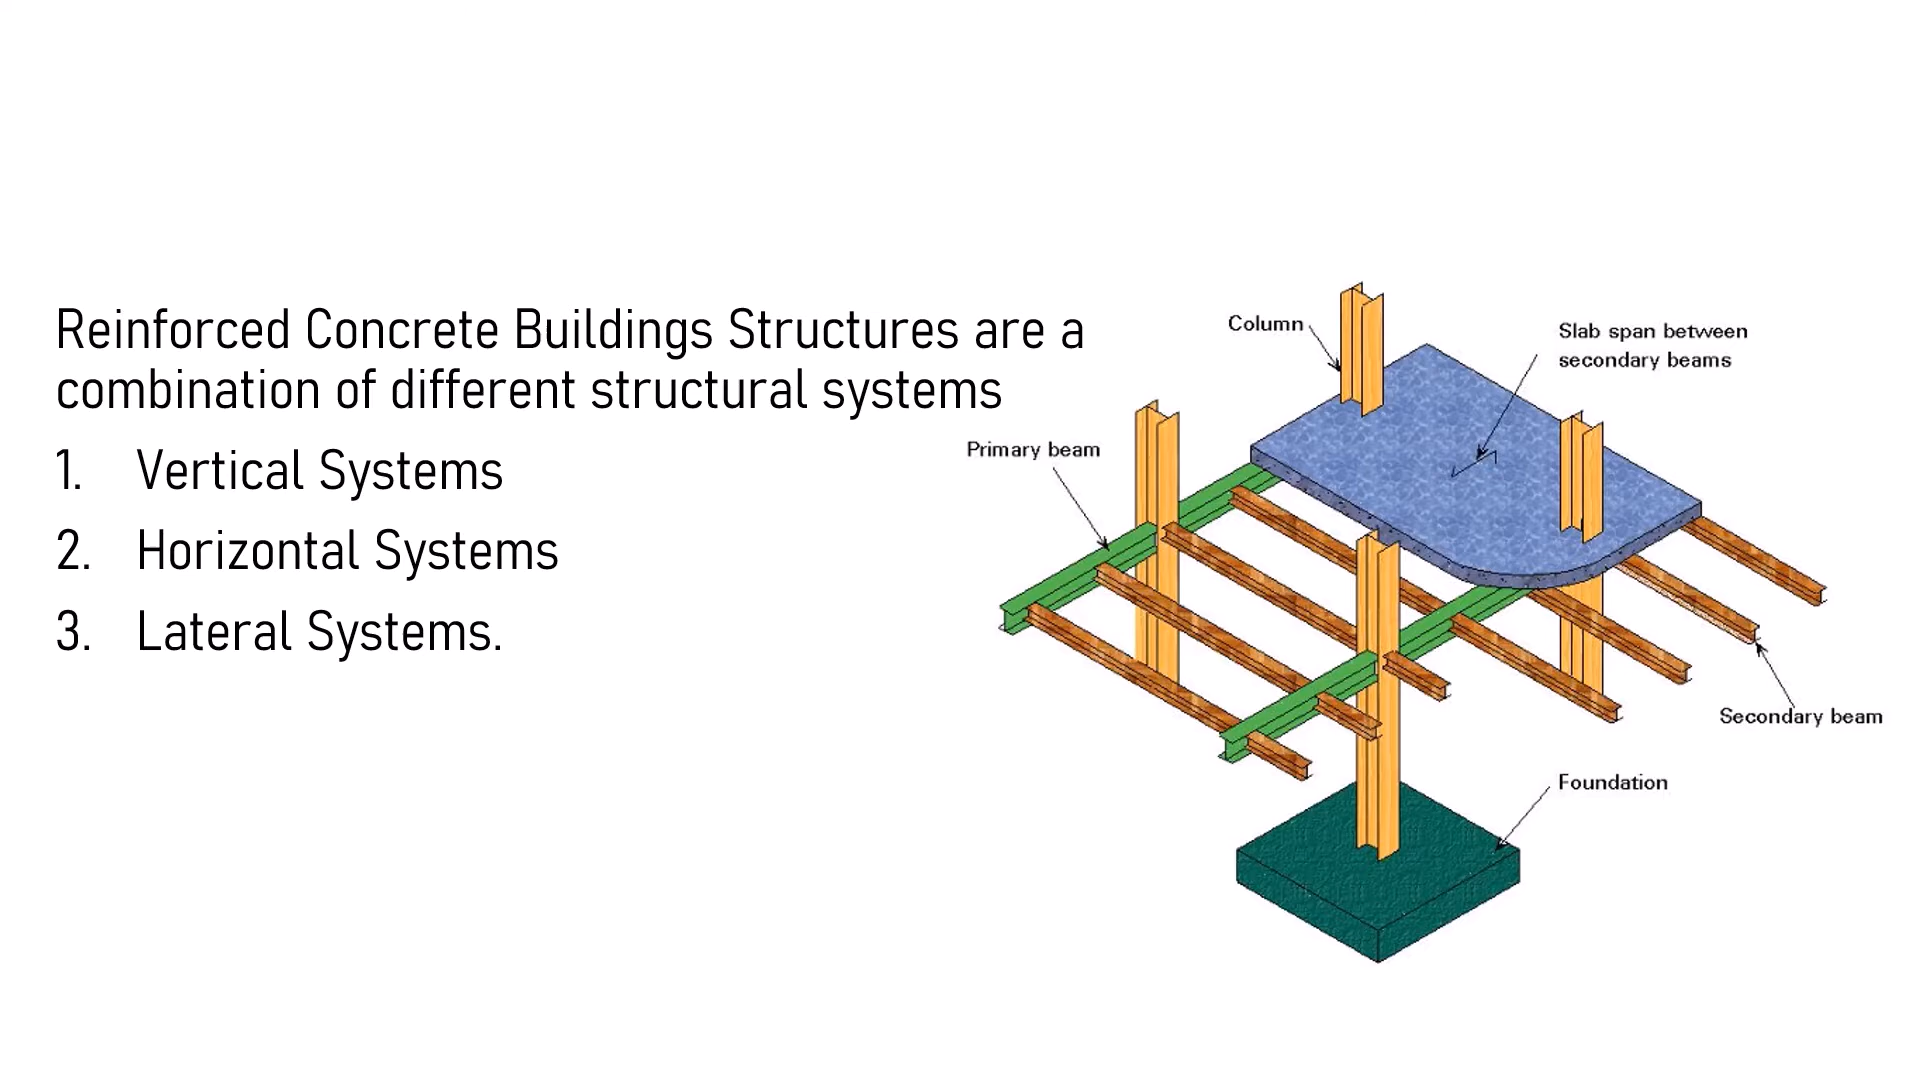 Reinforced Concrete Buildings Structures are a
combination of different structural systems
1. Vertical Systems
2. Horizontal Systems
3. Lateral Systems.
Column
Slab span between
secondary beams
Primary beam
Secondary beam
Foundation